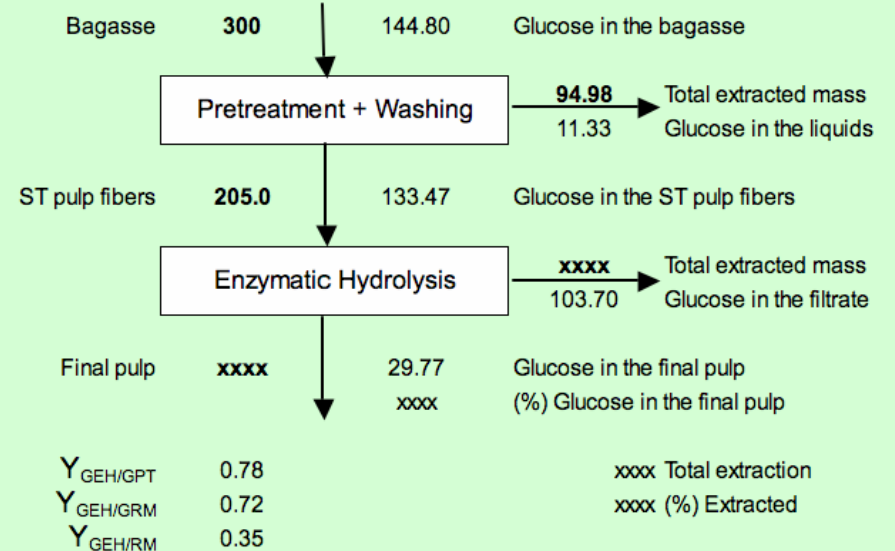 Bagasse 300 144.80 Glucose in the bagasse
Pretreatment + Washing 94.98 Total extracted mass
11.33 Glucose in the liquids
ST pulp fibers 205.0 133.47 Glucose in the ST pulp fibers
Enzymatic Hydrolysis xxxx Total extracted mass
103.70 Glucose in the filtrate
Final pulp xxxx 29.77 Glucose in the final pulp
xxxx (%) Glucose in the final pulp
Y GEH/GPT 0.78 xxxx Total extraction
Y GEH/GRM 0.72 xxxx (%) Extracted
Y GEH/RM 0.35